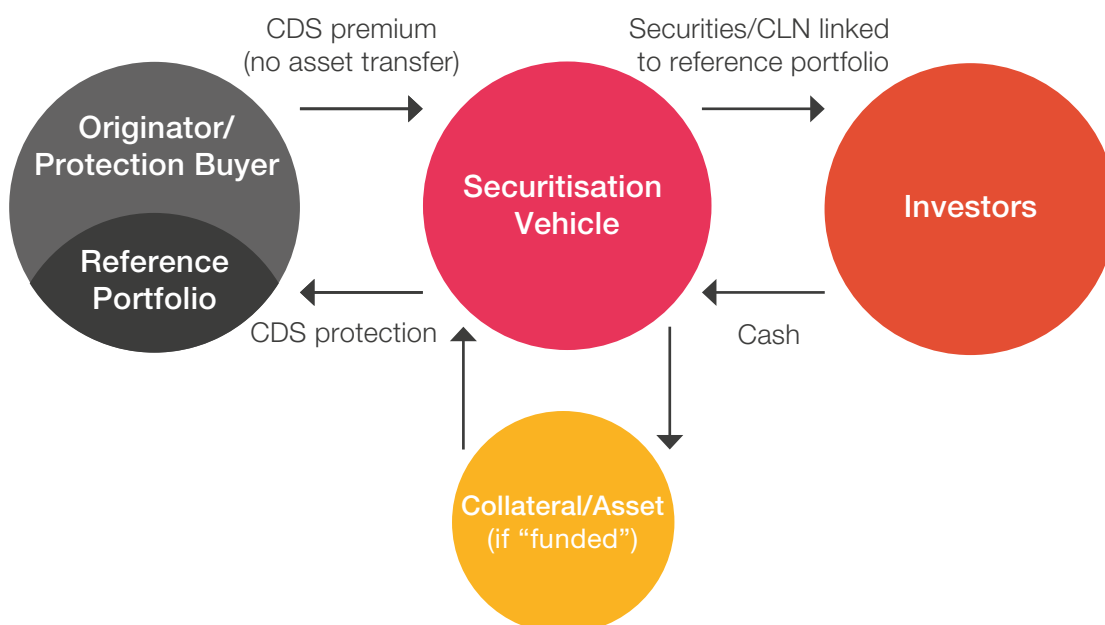 CDS premium
(no asset transfer)
Securities/CLN linked
to reference portfolio
Originator/
Protection Buyer
Reference
Portfolio
Securitisation
Vehicle
Investors
CDS protection
Cash
Collateral/Asset
(if “funded”)